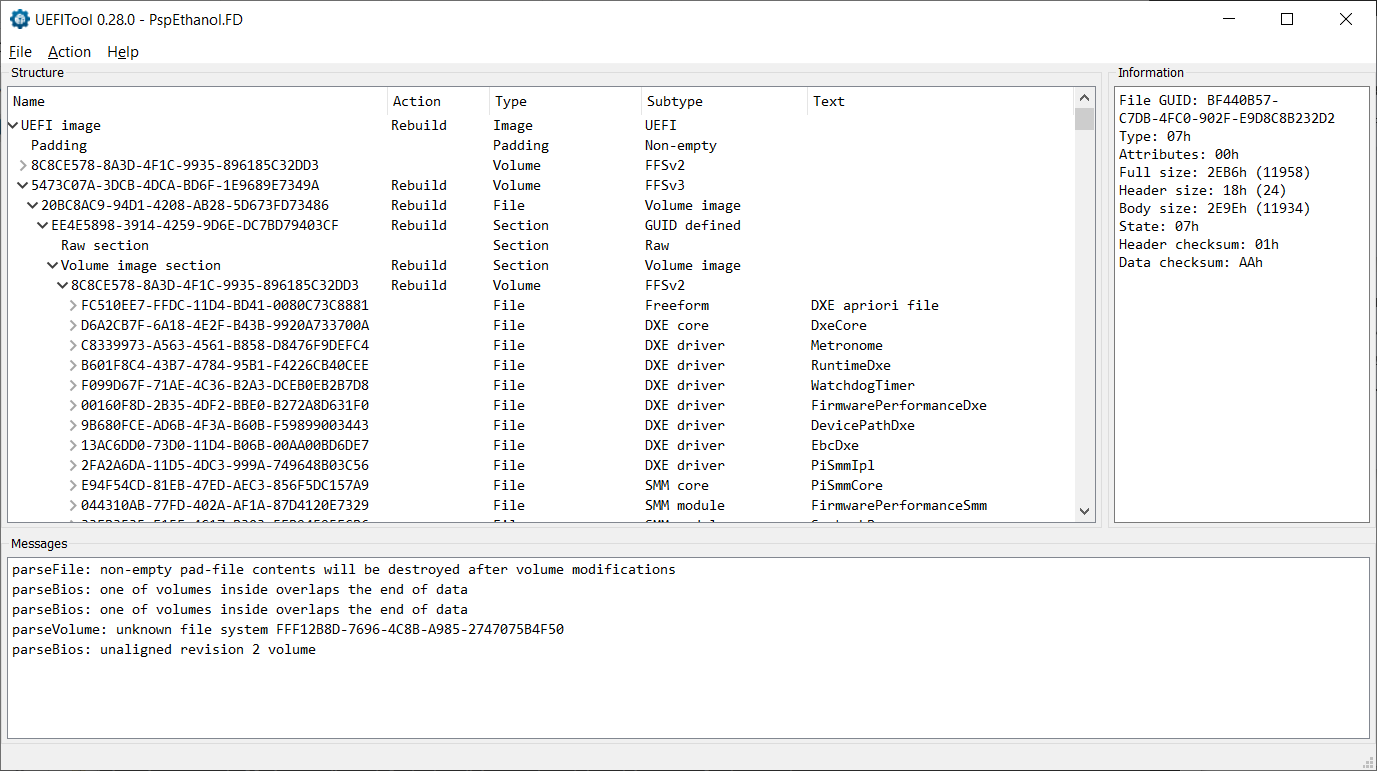 UEFITool 0.28.0 - PspEthanol.FD
File Action Help
Structure
Name Action Type Subtype Text
UEFI image Rebuild Image UEFI
Padding Padding Non-empty
8C8CE578-8A3D-4F1C-9935-896185C32DD3 Volume FFSv2
5473C07A-3DCB-4DCA-BD6F-1E9689E7349A Rebuild Volume FFSv3
20BC8AC9-94D1-4208-AB28-5D673FD73486 Rebuild File Volume image
EE4E5898-3914-4259-9D6E-DC7BD79403CF Rebuild Section GUID defined
Raw section Section Raw
Volume image section Rebuild Section Volume image
8C8CE578-8A3D-4F1C-9935-896185C32DD3 Rebuild Volume FFSv2
FC510EE7-FFDC-11D4-BD41-0080C73C8881 File Freeform DXE apriori file
D6A2CB7F-6A18-4E2F-B43B-9920A733700A File DXE core DxeCore
C8339973-A563-4561-B858-D8476F9DEFC4 File DXE driver Metronome
B601F8C4-43B7-4784-95B1-F4226CB40CEE File DXE driver RuntimeDxe
F099D67F-71AE-4C36-B2A3-DCEB0EB2B7D8 File DXE driver WatchdogTimer
00160F8D-2B35-4DF2-BBE0-B272A8D631F0 File DXE driver FirmwarePerformanceDxe
9B680FCE-AD6B-4F3A-B60B-F59899003443 File DXE driver DevicePathDxe
13AC6DD0-73D0-11D4-B06B-00AA00BD6DE7 File DXE driver EbcDxe
2FA2A6DA-11D5-4DC3-999A-749648B03C56 File DXE driver PiSmmIpl
E94F54CD-81EB-47ED-AEC3-856F5DC157A9 File SMM core PiSmmCore
044310AB-77FD-402A-AF1A-87D4120E7329 File SMM module FirmwarePerformanceSmm
Information
File GUID: BF440B57-
C7DB-4FC0-902F-E9D8C8B232D2
Type: 07h
Attributes: 00h
Full size: 2EB6h (11958)
Header size: 18h (24)
Body size: 2E9Eh (11934)
State: 07h
Header checksum: 01h
Data checksum: AAh
Messages
parseFile: non-empty pad-file contents will be destroyed after volume modifications
parseBios: one of volumes inside overlaps the end of data
parseBios: one of volumes inside overlaps the end of data
parseVolume: unknown file system FFF12B8D-7696-4C8B-A985-2747075B4F50
parseBios: unaligned revision 2 volume